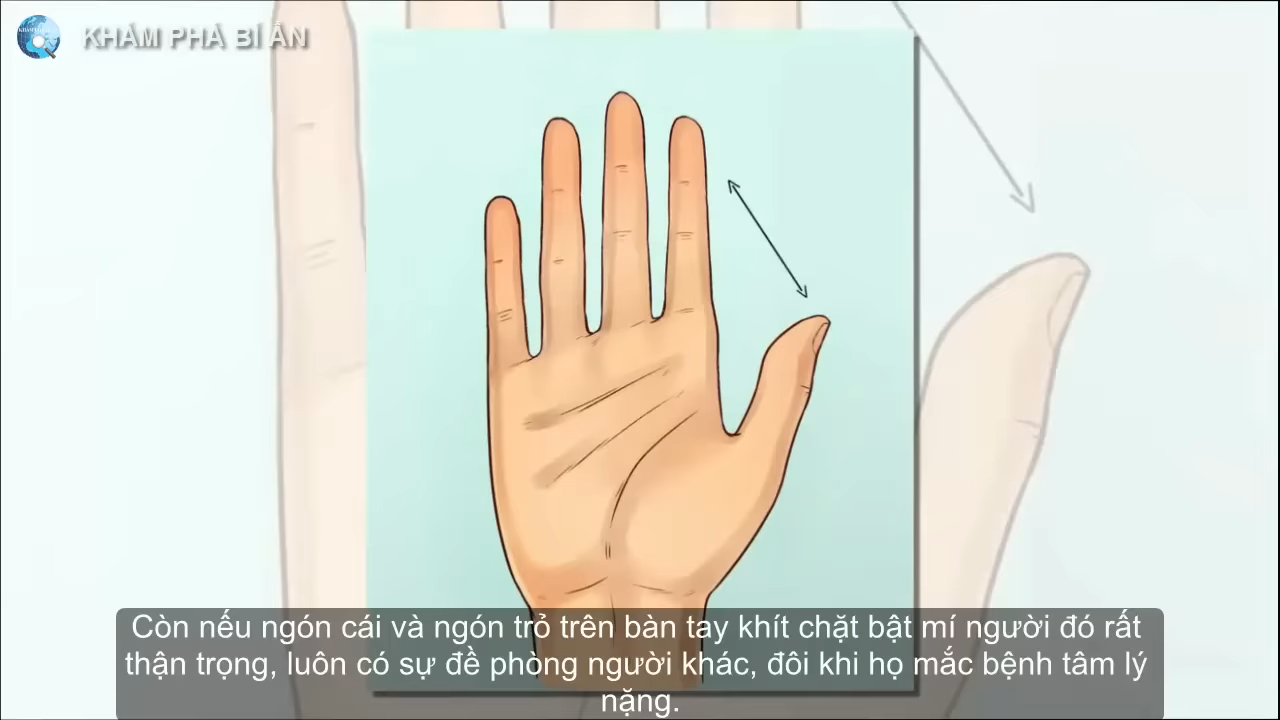 KHÁM PHÁ BÍ ẨN
Còn nếu ngón cái và ngón trỏ trên bàn tay khít chặt bật mí người đó rất
thận trọng, luôn có sự đề phòng người khác, đôi khi họ mắc bệnh tâm lý
nặng.